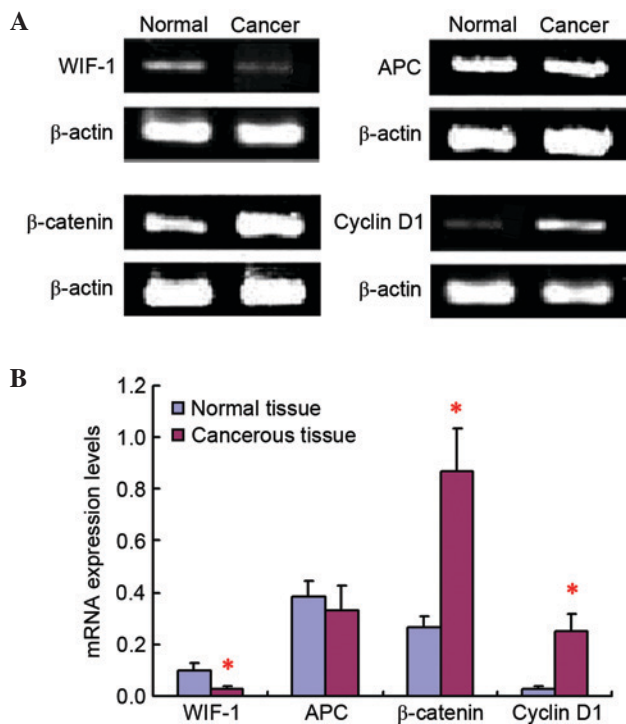 A
Normal Cancer
WIF-1
β-actin
β-catenin
β-actin
Normal Cancer
APC
β-actin
Cyclin D1
β-actin
B
mRNA expression levels
1.2
1.0
0.8
0.6
0.4
0.2
0.0
Normal tissue
Cancerous tissue
*
*
*
WIF-1 APC β-catenin Cyclin D1